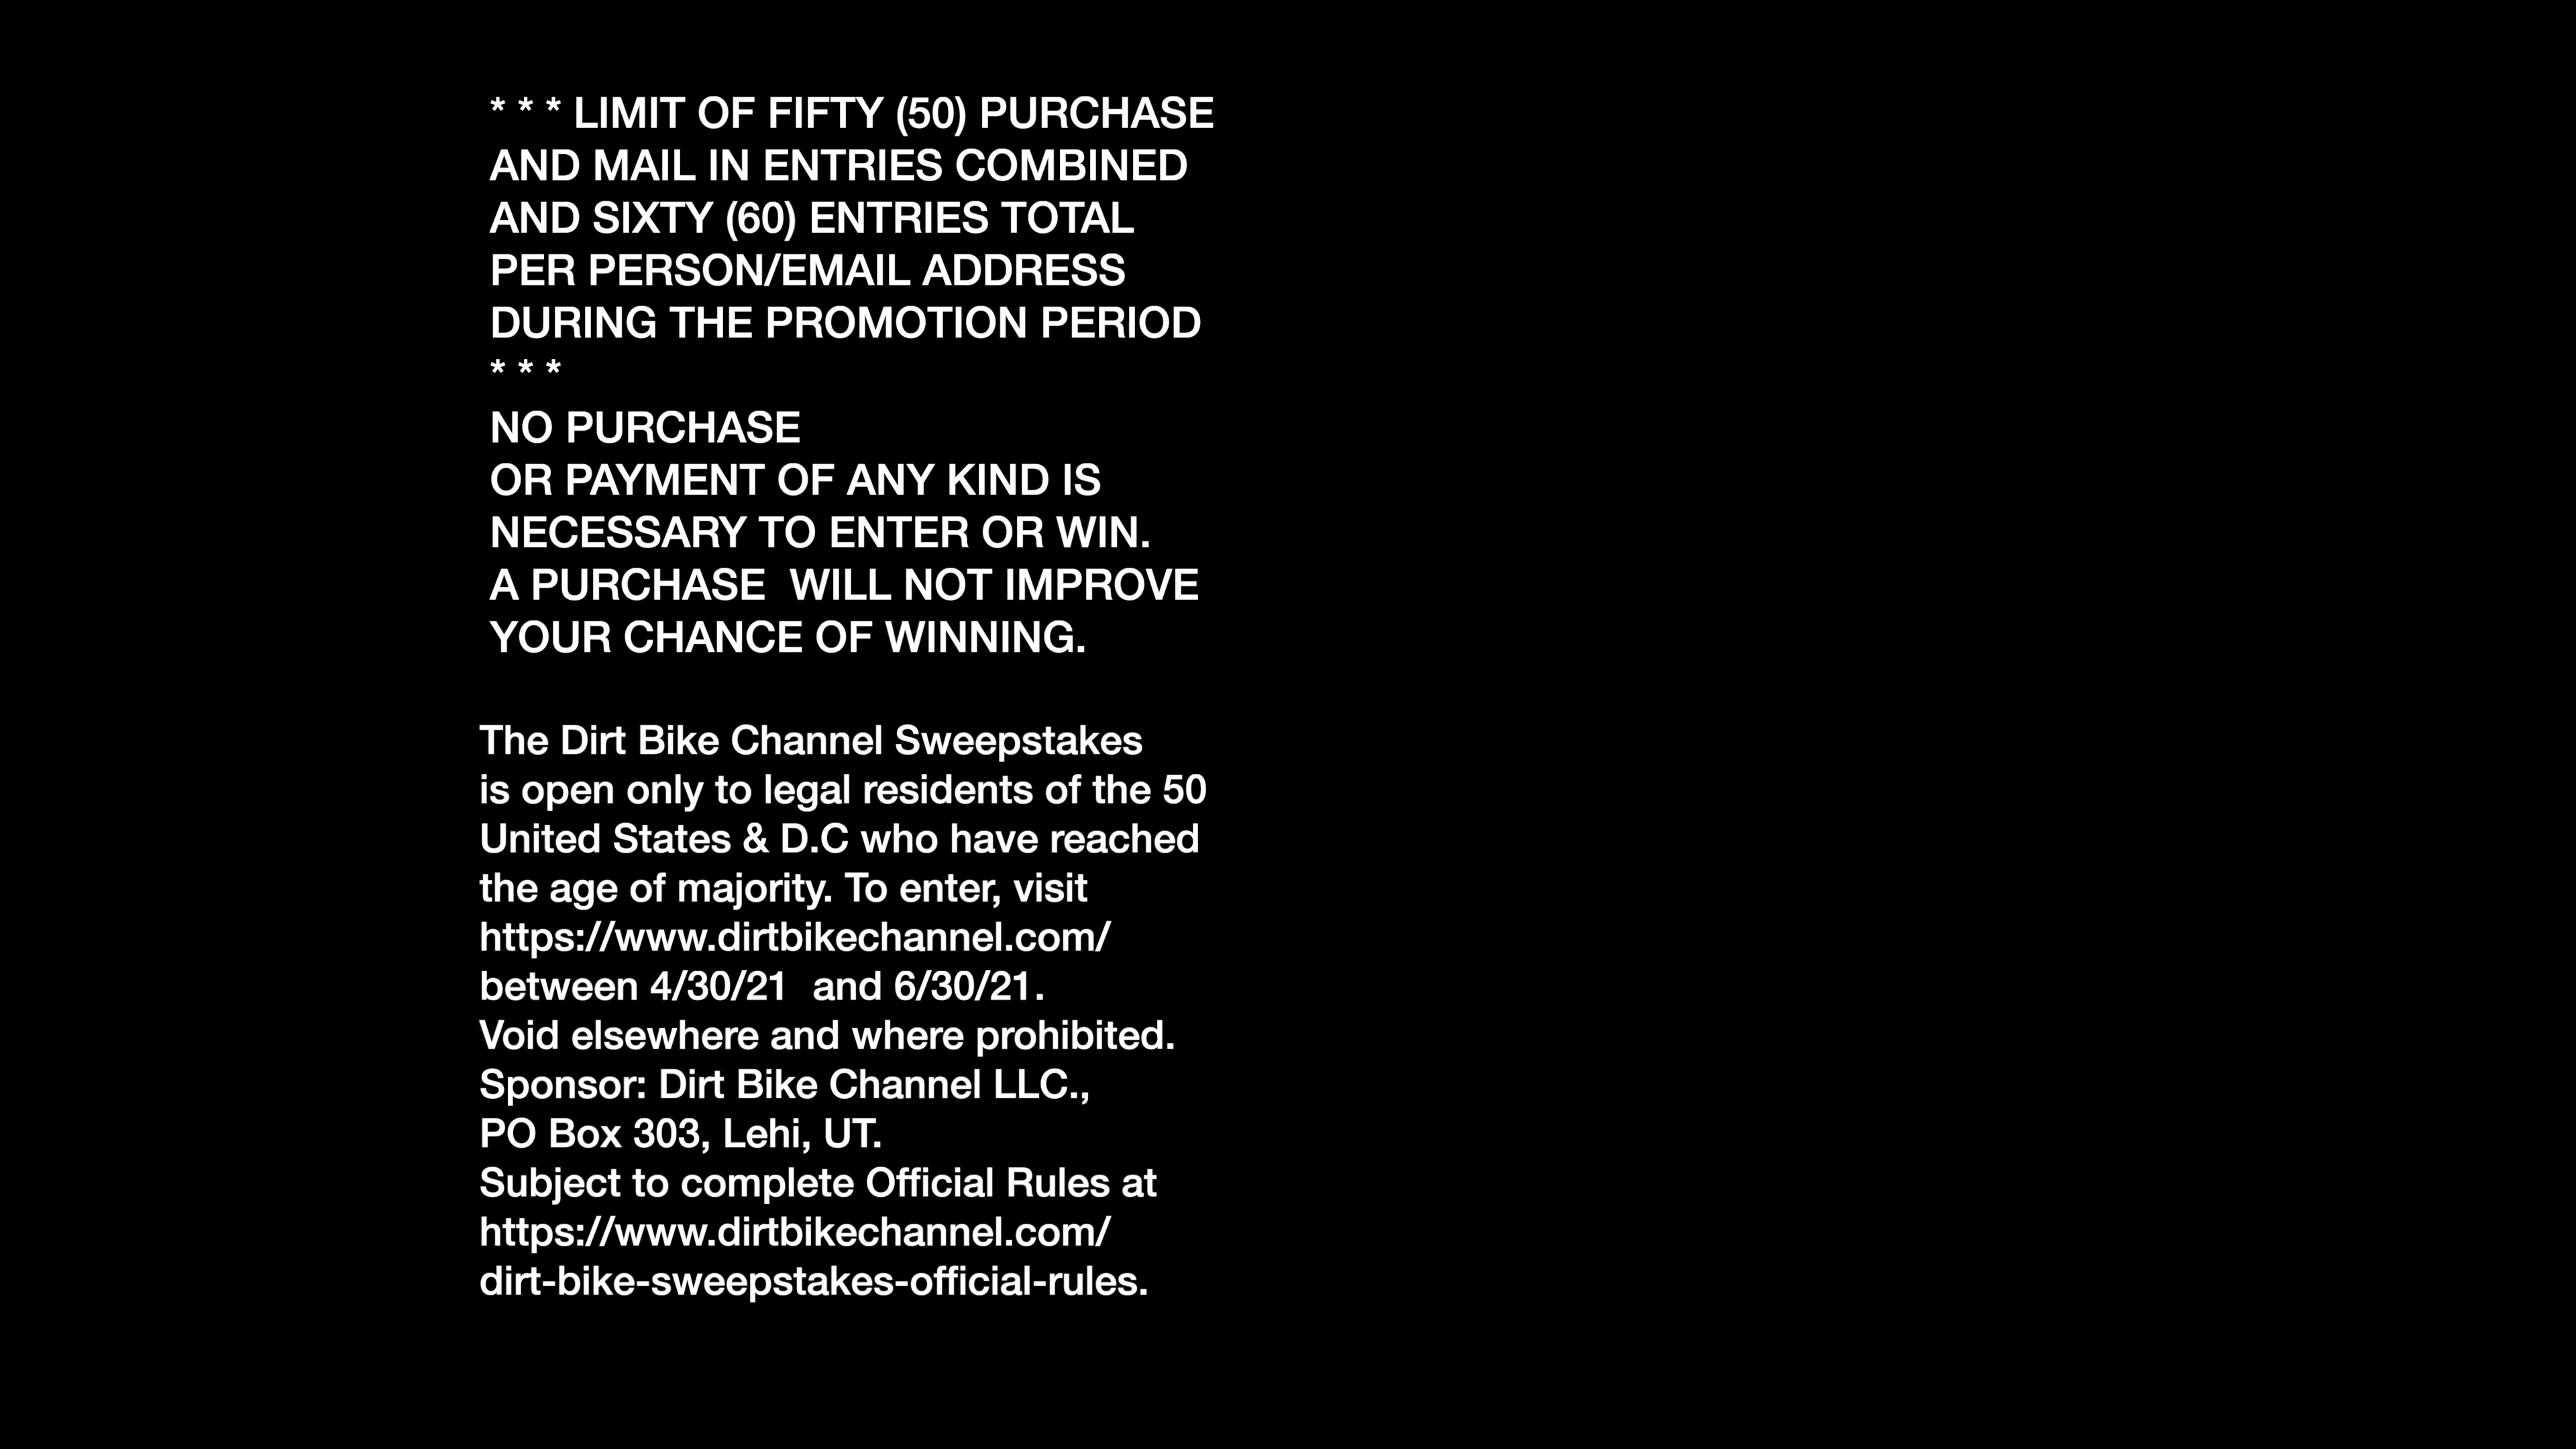 * * * LIMIT OF FIFTY (50) PURCHASE
AND MAIL IN ENTRIES COMBINED
AND SIXTY (60) ENTRIES TOTAL
PER PERSON/EMAIL ADDRESS
DURING THE PROMOTION PERIOD
* * *
NO PURCHASE
OR PAYMENT OF ANY KIND IS
NECESSARY TO ENTER OR WIN.
A PURCHASE  WILL NOT IMPROVE
YOUR CHANCE OF WINNING.
The Dirt Bike Channel Sweepstakes
is open only to legal residents of the 50
United States & D.C who have reached
the age of majority. To enter, visit
https://www.dirtbikechannel.com/
between 4/30/21  and 6/30/21.
Void elsewhere and where prohibited.
Sponsor: Dirt Bike Channel LLC.,
PO Box 303, Lehi, UT.
Subject to complete Official Rules at
https://www.dirtbikechannel.com/
dirt-bike-sweepstakes-official-rules.